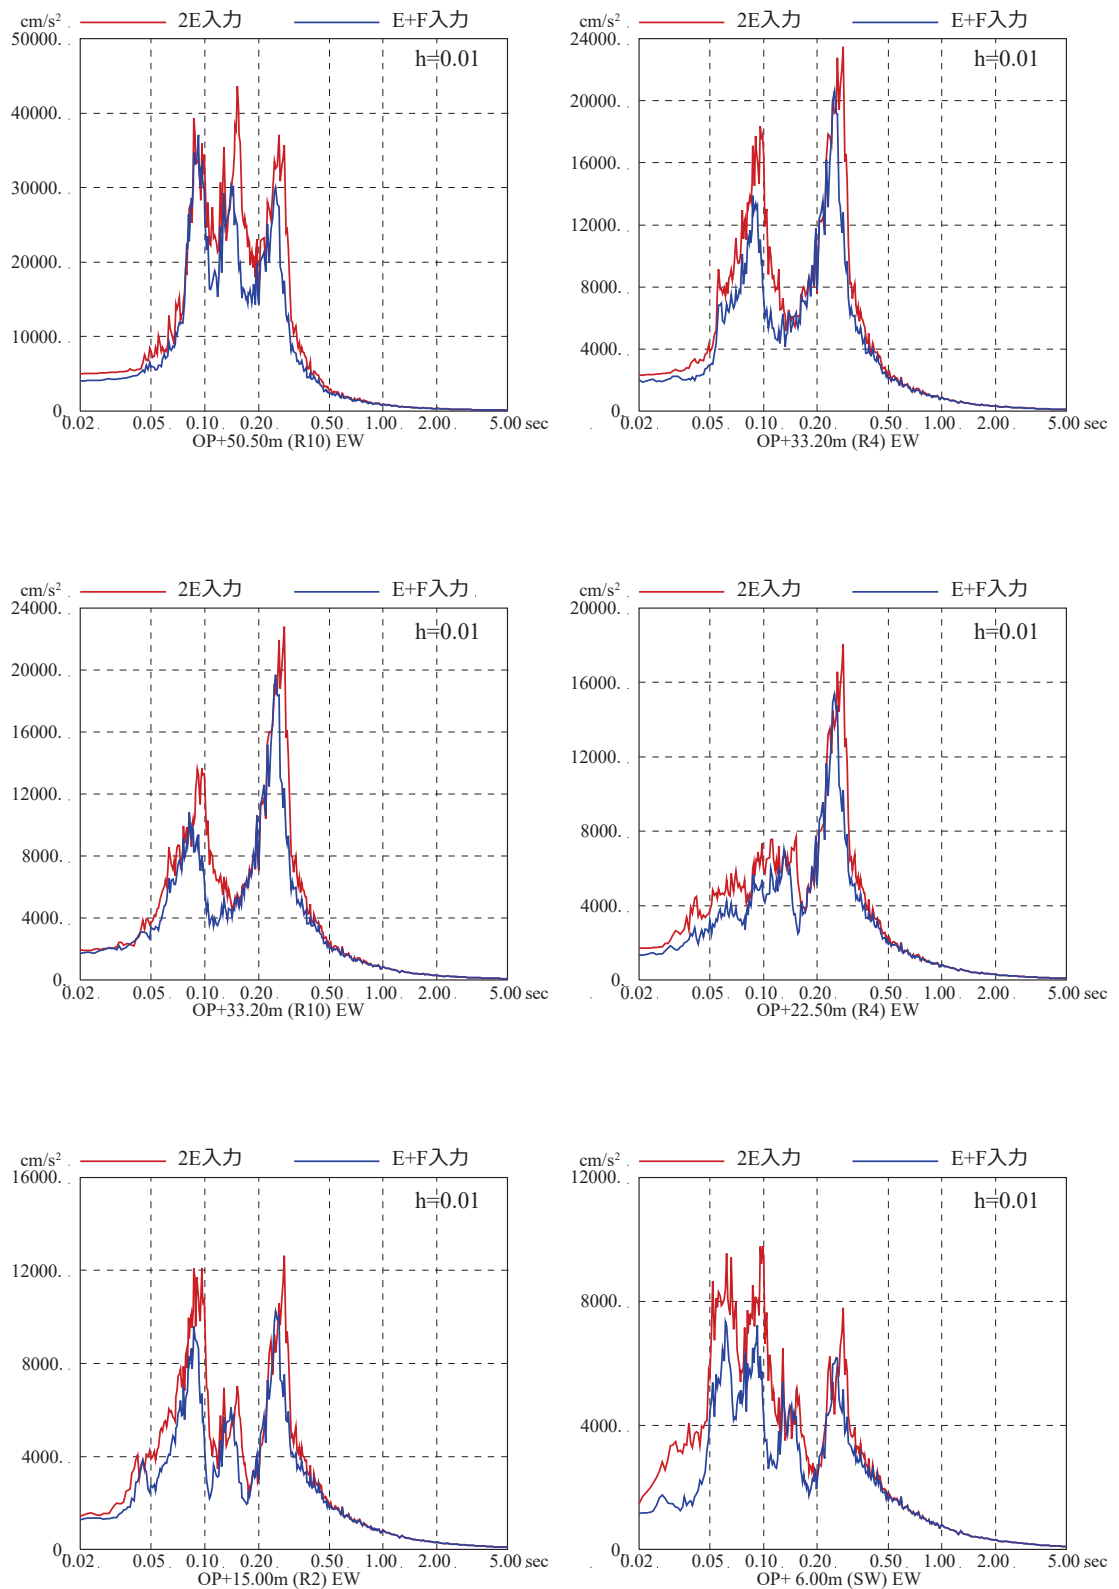 cm/s² 2E入力 E+F入力
50000.
h=0.01
40000.
30000.
20000.
10000.
0.
0.02 0.05 0.10 0.20 0.50 1.00 2.00 5.00 sec
OP+50.50m (R10) EW
cm/s² 2E入力 E+F入力
24000.
h=0.01
20000.
16000.
12000.
8000.
4000.
0.
0.02 0.05 0.10 0.20 0.50 1.00 2.00 5.00 sec
OP+33.20m (R4) EW
cm/s² 2E入力 E+F入力
24000.
h=0.01
20000.
16000.
12000.
8000.
4000.
0.
0.02 0.05 0.10 0.20 0.50 1.00 2.00 5.00 sec
OP+33.20m (R10) EW
cm/s² 2E入力 E+F入力
20000.
h=0.01
16000.
12000.
8000.
4000.
0.
0.02 0.05 0.10 0.20 0.50 1.00 2.00 5.00 sec
OP+22.50m (R4) EW
cm/s² 2E入力 E+F入力
16000.
h=0.01
12000.
8000.
4000.
0.
0.02 0.05 0.10 0.20 0.50 1.00 2.00 5.00 sec
OP+15.00m (R2) EW
cm/s² 2E入力 E+F入力
12000.
h=0.01
8000.
4000.
0.
0.02 0.05 0.10 0.20 0.50 1.00 2.00 5.00 sec
OP+ 6.00m (SW) EW